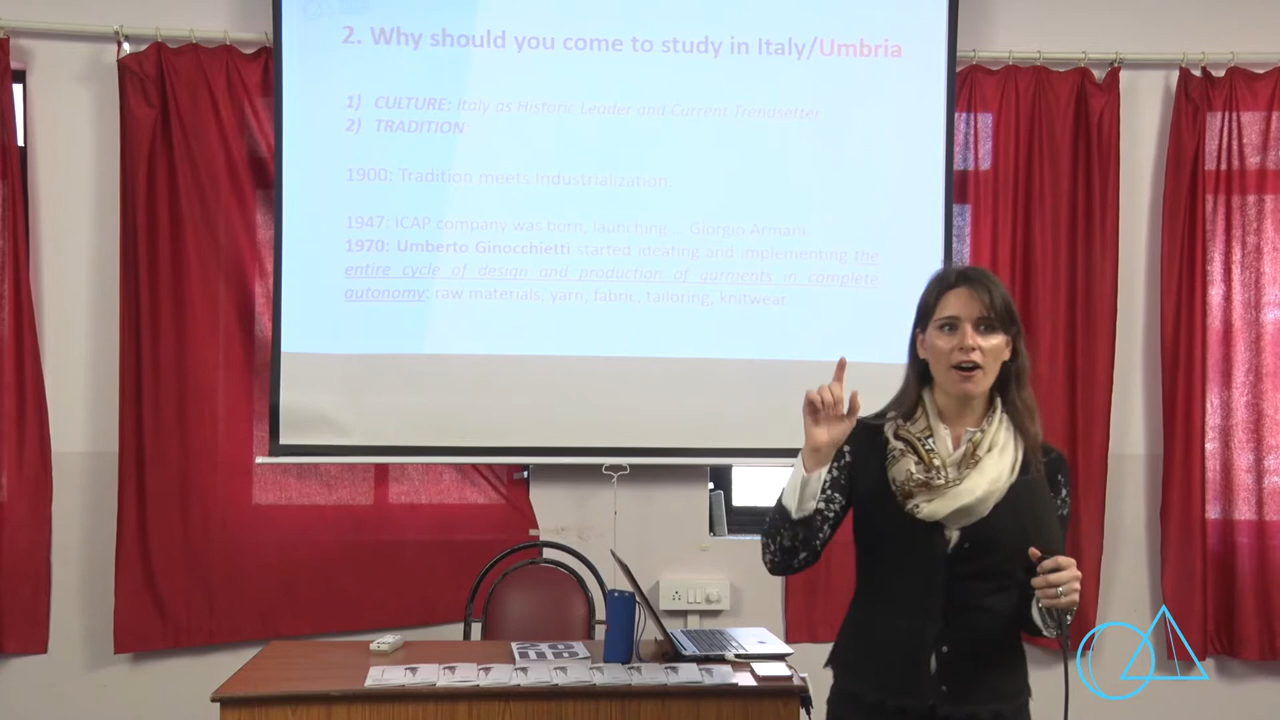 2. Why should you come to study in Italy/Umbria
1) CULTURE: Italy as Historic Leader and Current Trendsetter
2) TRADITION
1900: Tradition meets Industrialization:
1947: ICAP company was born, launching … Giorgio Armani
1970: Umberto Ginocchietti started ideating and implementing the
entire cycle of design and production of garments in complete
autonomy: raw materials, yarn, fabric, tailoring, knitwear